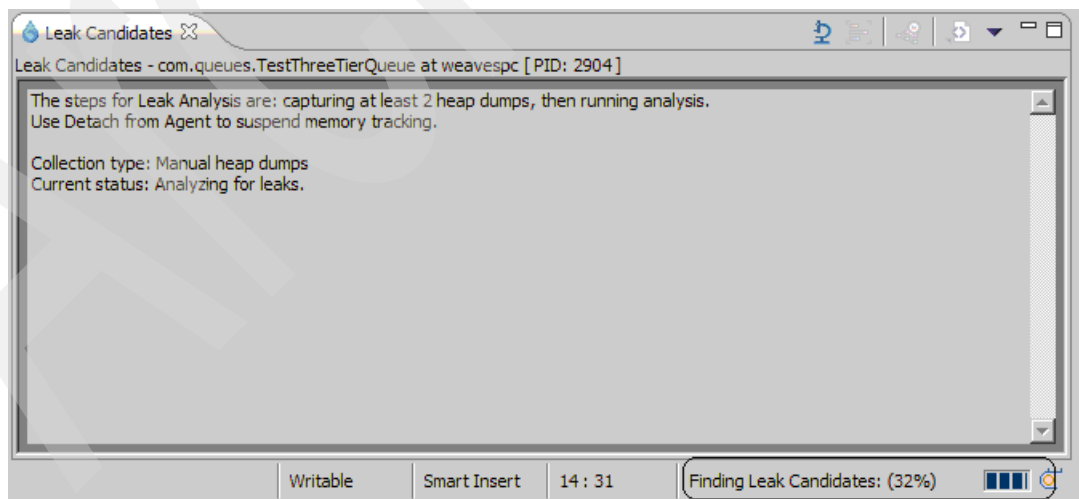 Leak Candidates
Leak Candidates - com.queues.TestThreeTierQueue at weavespc [ PID: 2904 ]
The steps for Leak Analysis are: capturing at least 2 heap dumps, then running analysis.
Use Detach from Agent to suspend memory tracking.
Collection type: Manual heap dumps
Current status: Analyzing for leaks.
Writable Smart Insert 14 : 31 Finding Leak Candidates: (32%)